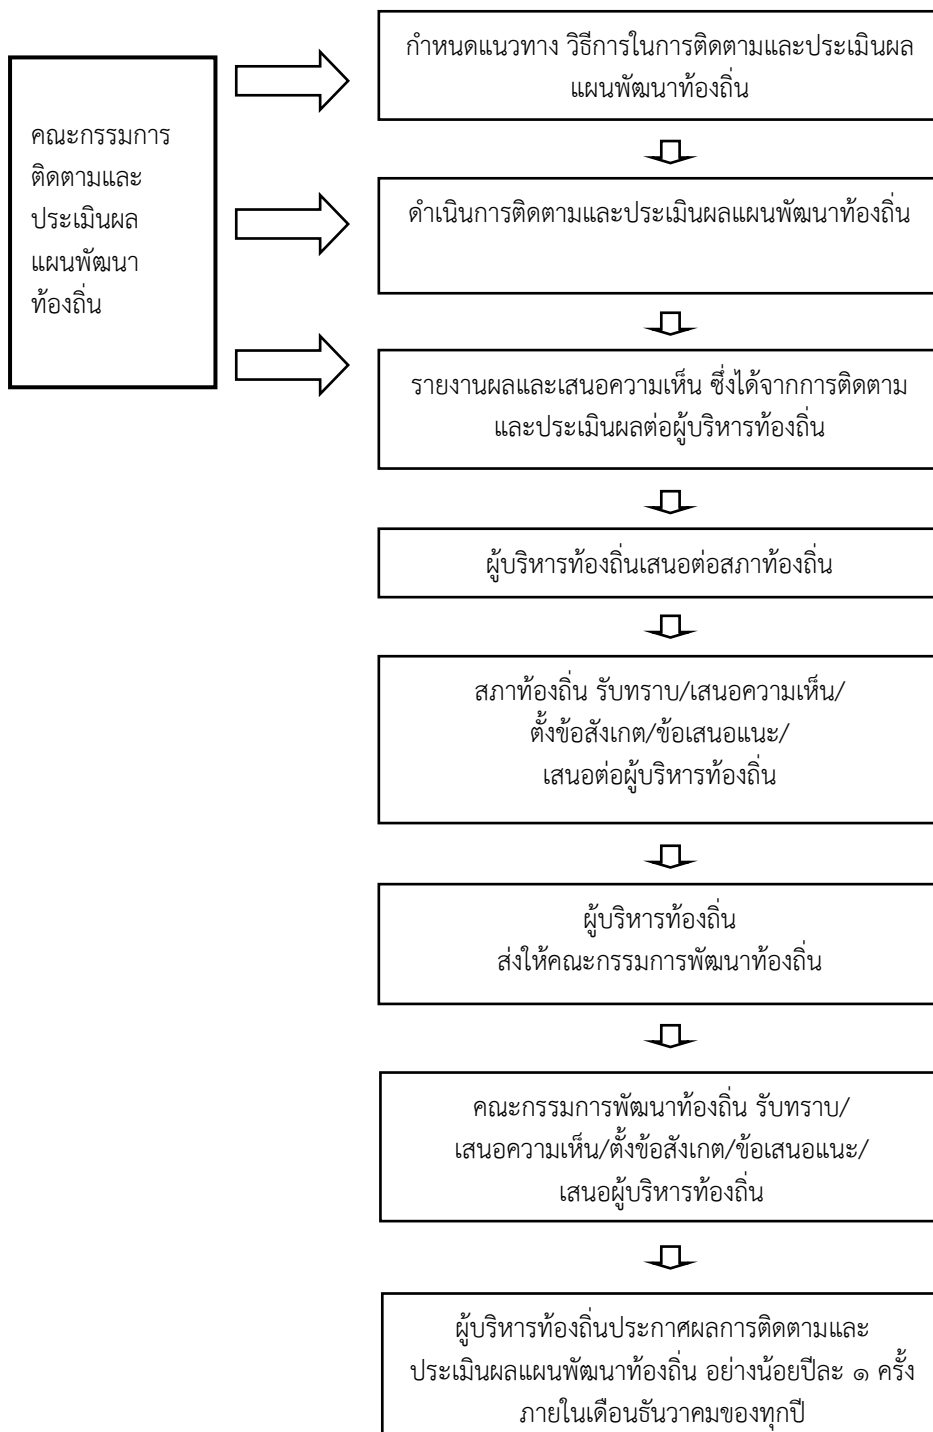 คณะกรรมการ
ติดตามและ
ประเมินผล
แผนพัฒนา
ท้องถิ่น
กำหนดแนวทาง วิธีการในการติดตามและประเมินผล
แผนพัฒนาท้องถิ่น
ดำเนินการติดตามและประเมินผลแผนพัฒนาท้องถิ่น
รายงานผลและเสนอความเห็น ซึ่งได้จากการติดตาม
และประเมินผลต่อผู้บริหารท้องถิ่น
ผู้บริหารท้องถิ่นเสนอต่อสภาท้องถิ่น
สภาท้องถิ่น รับทราบ/เสนอความเห็น/
ตั้งข้อสังเกต/ข้อเสนอแนะ/
เสนอต่อผู้บริหารท้องถิ่น
ผู้บริหารท้องถิ่น
ส่งให้คณะกรรมการพัฒนาท้องถิ่น
คณะกรรมการพัฒนาท้องถิ่น รับทราบ/
เสนอความเห็น/ตั้งข้อสังเกต/ข้อเสนอแนะ/
เสนอผู้บริหารท้องถิ่น
ผู้บริหารท้องถิ่นประกาศผลการติดตามและ
ประเมินผลแผนพัฒนาท้องถิ่น อย่างน้อยปีละ ๑ ครั้ง
ภายในเดือนธันวาคมของทุกปี